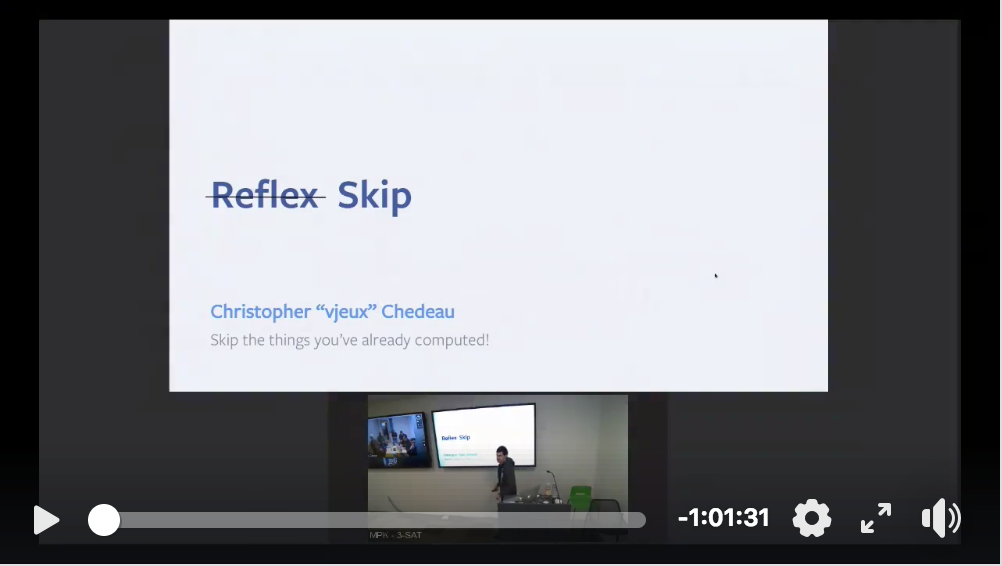 Reflex Skip
Christopher “vjeux” Chedeau
Skip the things you've already computed!
Reflex Skip
MPK - 3-SAT
-1:01:31